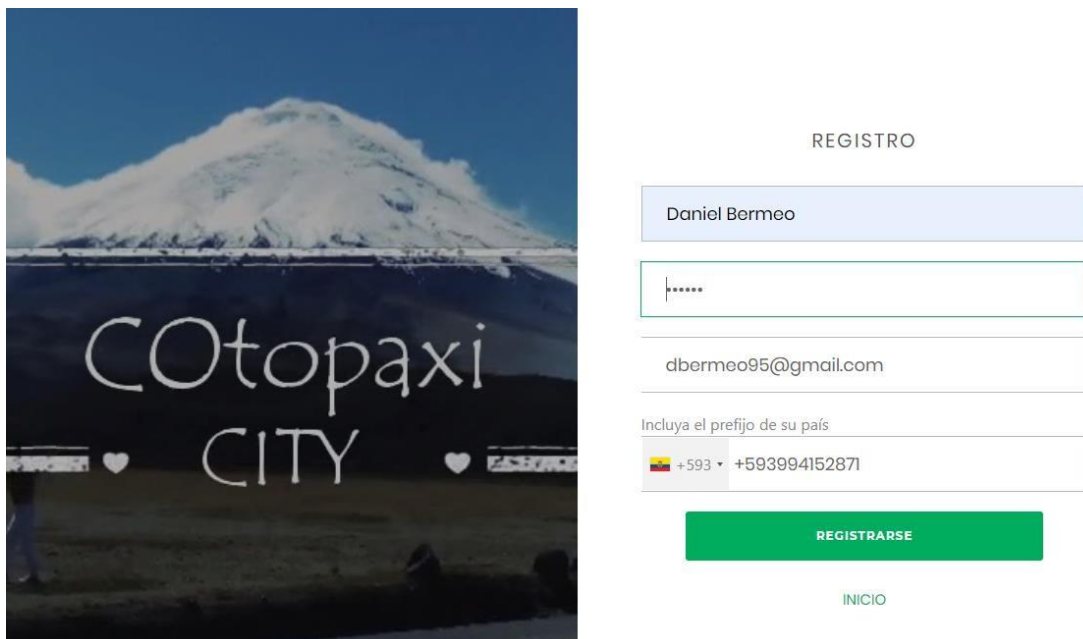 COtopaxi
CITY
REGISTRO
Daniel Bermeo
••••••
dbermeo95@gmail.com
Incluya el prefijo de su país
+593 +593994152871
REGISTRARSE
INICIO